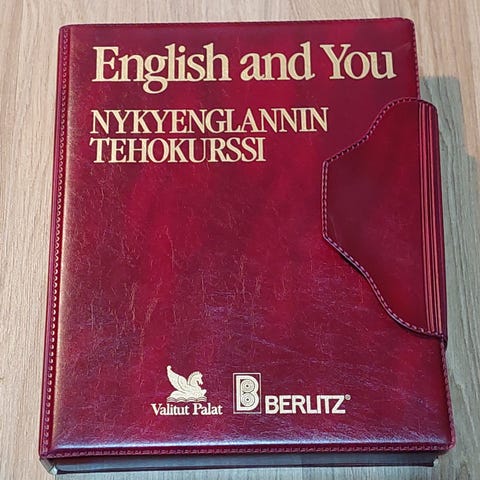 English and You
NYKYENGLANNIN
TEHOKURSSI
Valitut Palat
B BERLITZ®